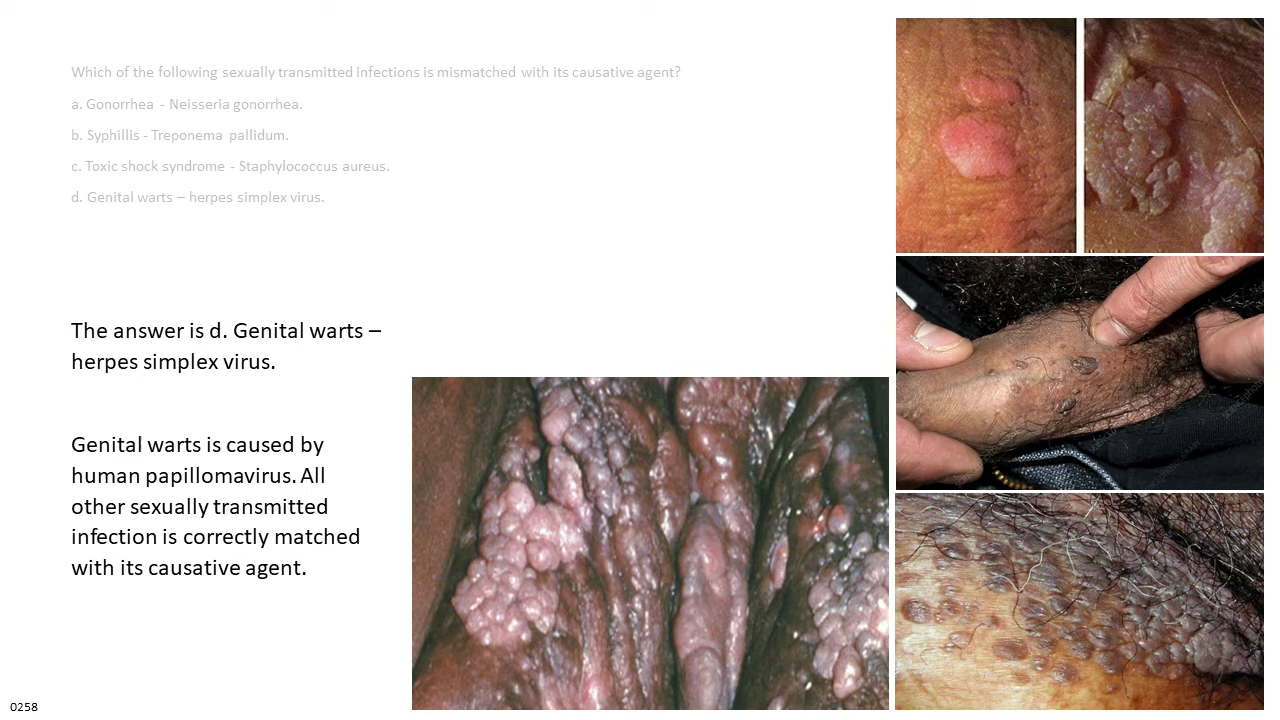 Which of the following sexually transmitted infections is mismatched with its causative agent?
a. Gonorrhea - Neisseria gonorrhea.
b. Syphillis - Treponema pallidum.
c. Toxic shock syndrome - Staphylococcus aureus.
d. Genital warts – herpes simplex virus.
The answer is d. Genital warts –
herpes simplex virus.
Genital warts is caused by
human papillomavirus. All
other sexually transmitted
infection is correctly matched
with its causative agent.
0258